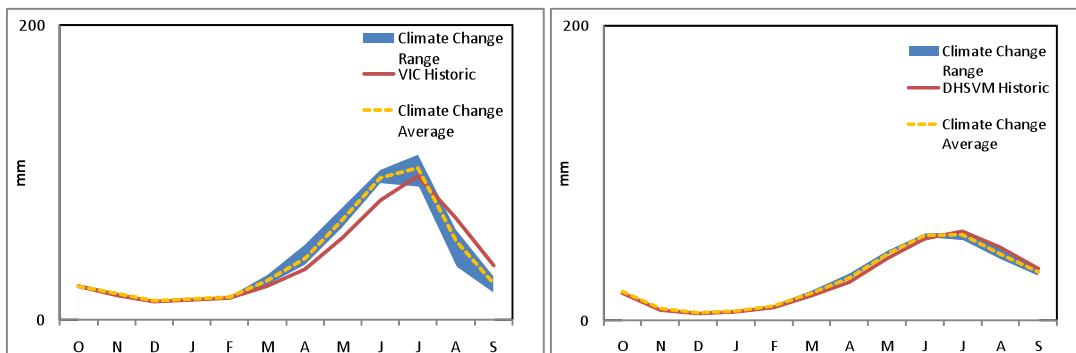 200
Climate Change
Range
VIC Historic
Climate Change
Average
mm
0
O N D J F M A M J J A S
200
Climate Change
Range
DHSVM Historic
Climate Change
Average
mm
0
O N D J F M A M J J A S